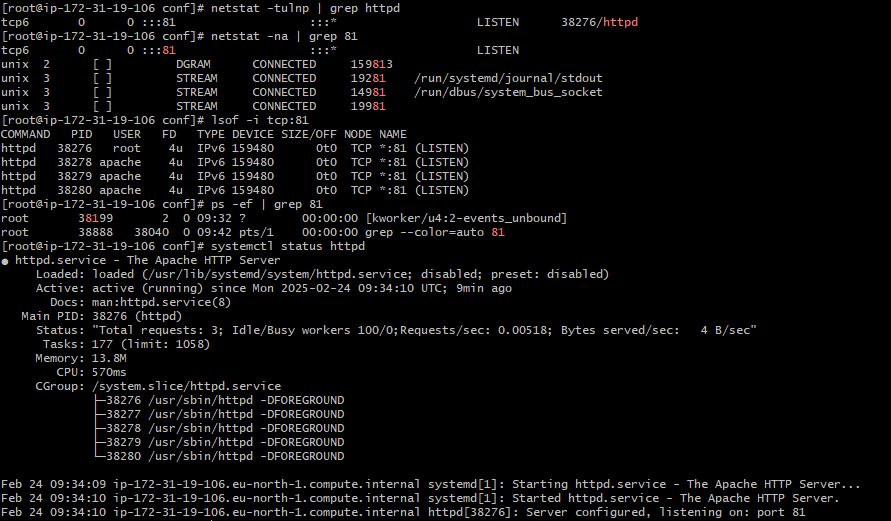 [root@ip-172-31-19-106 conf]# netstat -tulnp | grep httpd
tcp6       0      0 :::81                   :::*                    LISTEN      38276/httpd
[root@ip-172-31-19-106 conf]# netstat -na | grep 81
tcp6       0      0 :::81                   :::*                    LISTEN
unix  2      [ ]         DGRAM      CONNECTED     159813
unix  3      [ ]         STREAM     CONNECTED     19281    /run/systemd/journal/stdout
unix  3      [ ]         STREAM     CONNECTED     14981    /run/dbus/system_bus_socket
unix  3      [ ]         STREAM     CONNECTED     19981
[root@ip-172-31-19-106 conf]# lsof -i tcp:81
COMMAND   PID   USER   FD   TYPE DEVICE SIZE/OFF NODE NAME
httpd   38276   root    4u  IPv6 159480      0t0  TCP *:81 (LISTEN)
httpd   38278 apache    4u  IPv6 159480      0t0  TCP *:81 (LISTEN)
httpd   38279 apache    4u  IPv6 159480      0t0  TCP *:81 (LISTEN)
httpd   38280 apache    4u  IPv6 159480      0t0  TCP *:81 (LISTEN)
[root@ip-172-31-19-106 conf]# ps -ef | grep 81
root       38199       2  0 09:32 ?        00:00:00 [kworker/u4:2-events_unbound]
root       38888   38040  0 09:42 pts/1    00:00:00 grep --color=auto 81
[root@ip-172-31-19-106 conf]# systemctl status httpd
● httpd.service - The Apache HTTP Server
     Loaded: loaded (/usr/lib/systemd/system/httpd.service; disabled; preset: disabled)
     Active: active (running) since Mon 2025-02-24 09:34:10 UTC; 9min ago
       Docs: man:httpd.service(8)
   Main PID: 38276 (httpd)
     Status: "Total requests: 3; Idle/Busy workers 100/0;Requests/sec: 0.00518; Bytes served/sec:   4 B/sec"
      Tasks: 177 (limit: 1058)
     Memory: 13.8M
        CPU: 570ms
     CGroup: /system.slice/httpd.service
             ├─38276 /usr/sbin/httpd -DFOREGROUND
             ├─38277 /usr/sbin/httpd -DFOREGROUND
             ├─38278 /usr/sbin/httpd -DFOREGROUND
             ├─38279 /usr/sbin/httpd -DFOREGROUND
             └─38280 /usr/sbin/httpd -DFOREGROUND
Feb 24 09:34:09 ip-172-31-19-106.eu-north-1.compute.internal systemd[1]: Starting httpd.service - The Apache HTTP Server...
Feb 24 09:34:10 ip-172-31-19-106.eu-north-1.compute.internal systemd[1]: Started httpd.service - The Apache HTTP Server.
Feb 24 09:34:10 ip-172-31-19-106.eu-north-1.compute.internal httpd[38276]: Server configured, listening on: port 81